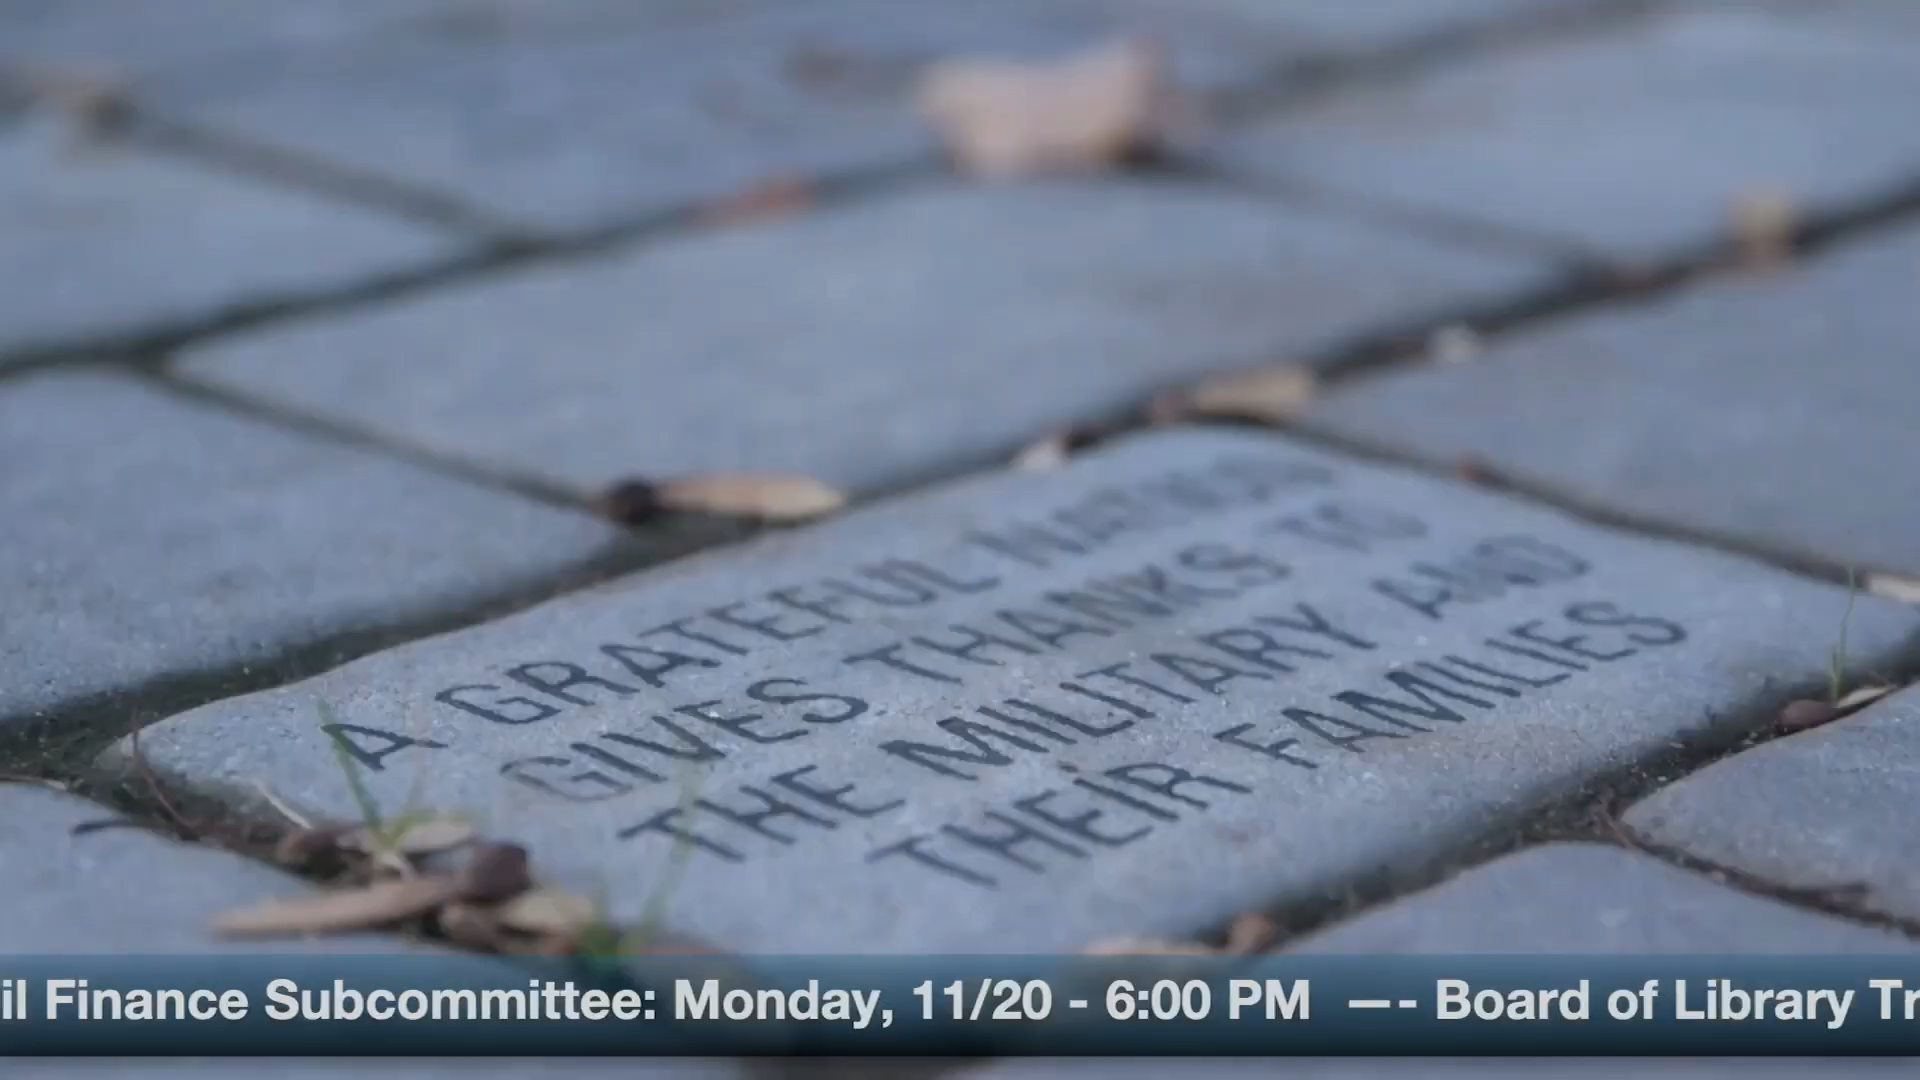 A GRATEFUL NATION
GIVES THANKS TO
THE MILITARY AND
THEIR FAMILIES
il Finance Subcommittee: Monday, 11/20 - 6:00 PM —- Board of Library Tr